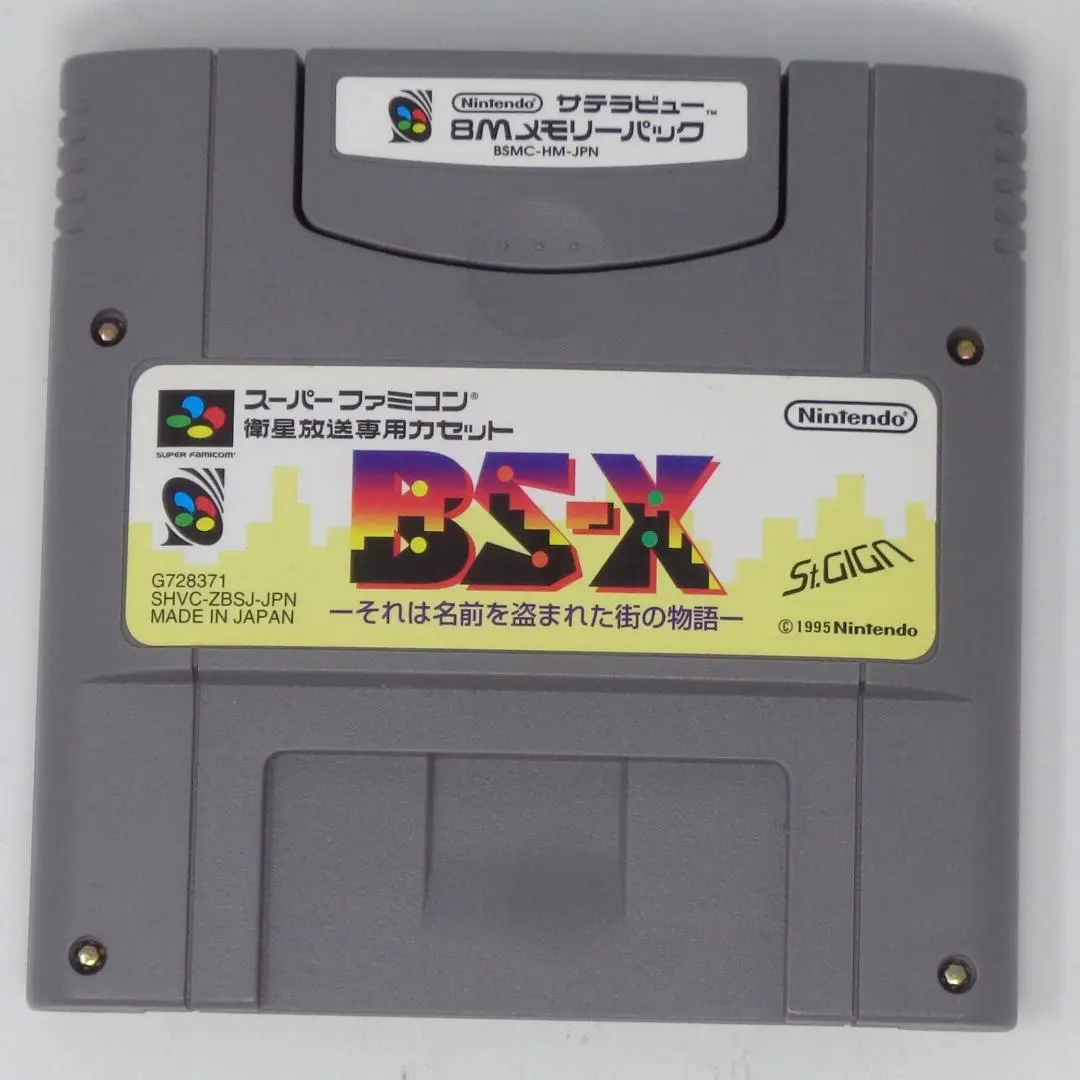 Nintendo サテラビュー™
8Mメモリーパック
BSMC-HM-JPN
スーパーファミコン®
衛星放送専用カセット
Nintendo®
SUPER FAMICOM®
BS-X
St.GIGA
G728371
SHVC-ZBSJ-JPN
MADE IN JAPAN
ーそれは名前を盗まれた街の物語ー
©1995 Nintendo